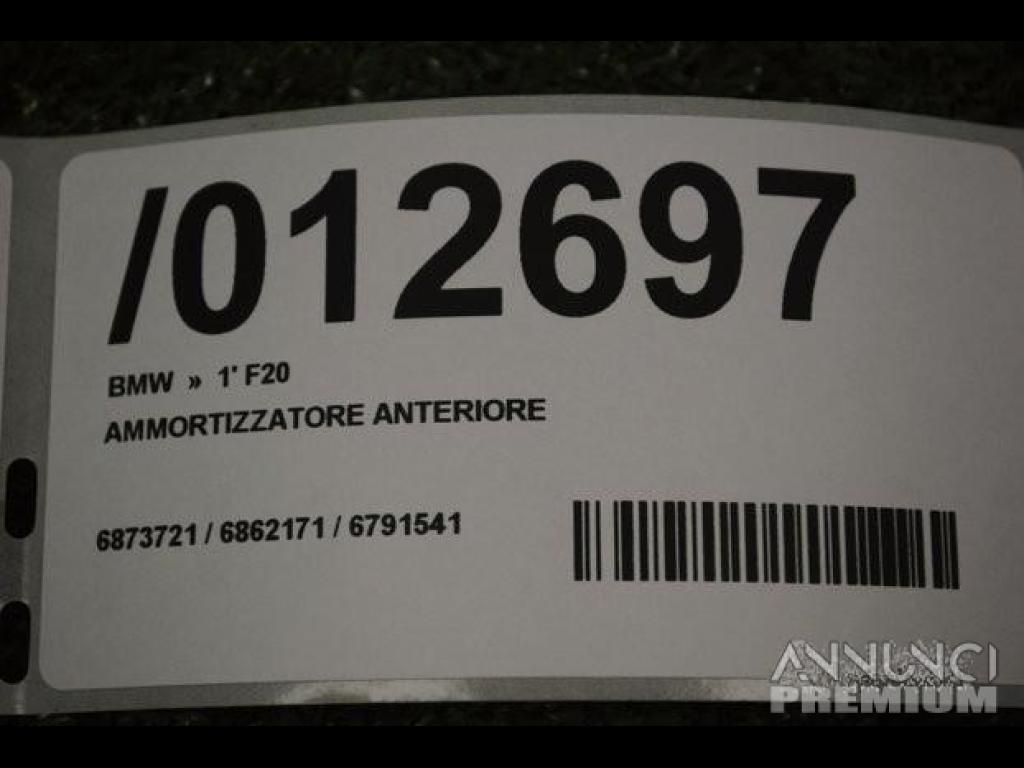 /012697
BMW » 1' F20
AMMORTIZZATORE ANTERIORE
6873721 / 6862171 / 6791541
ANNUNCI
PREMIUM